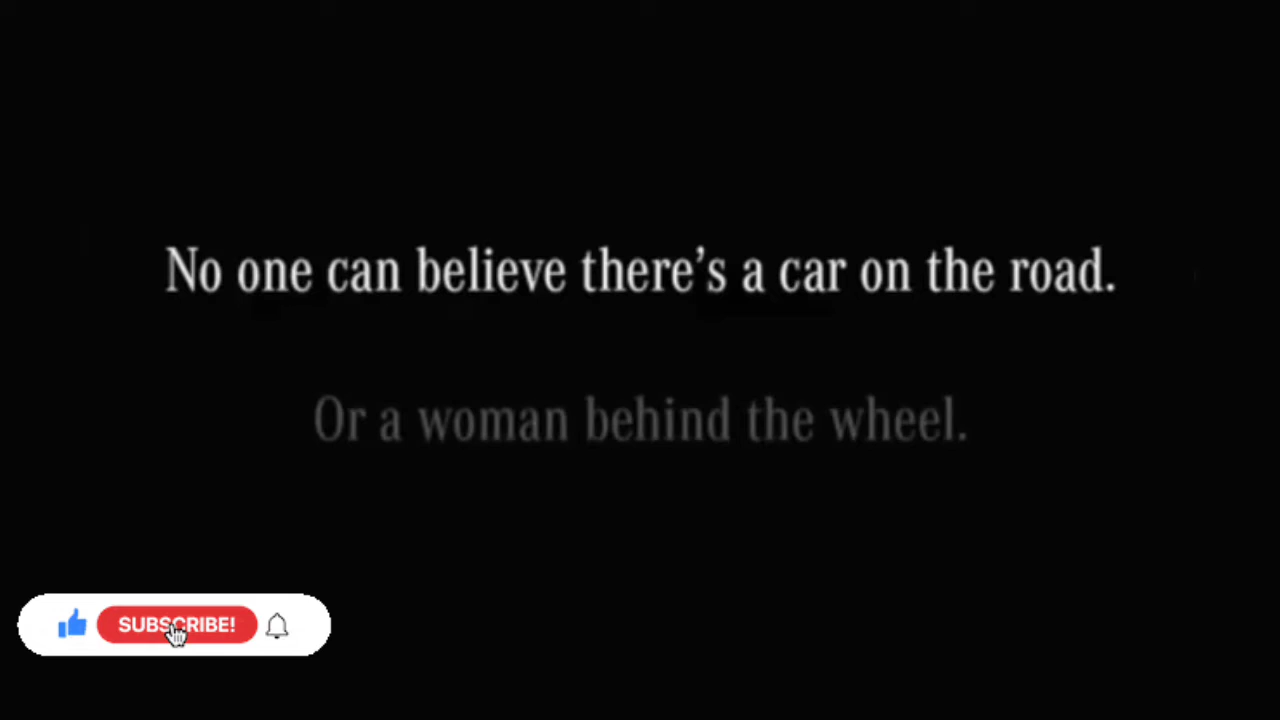 No one can believe there’s a car on the road.
Or a woman behind the wheel.
SUBSCRIBE!